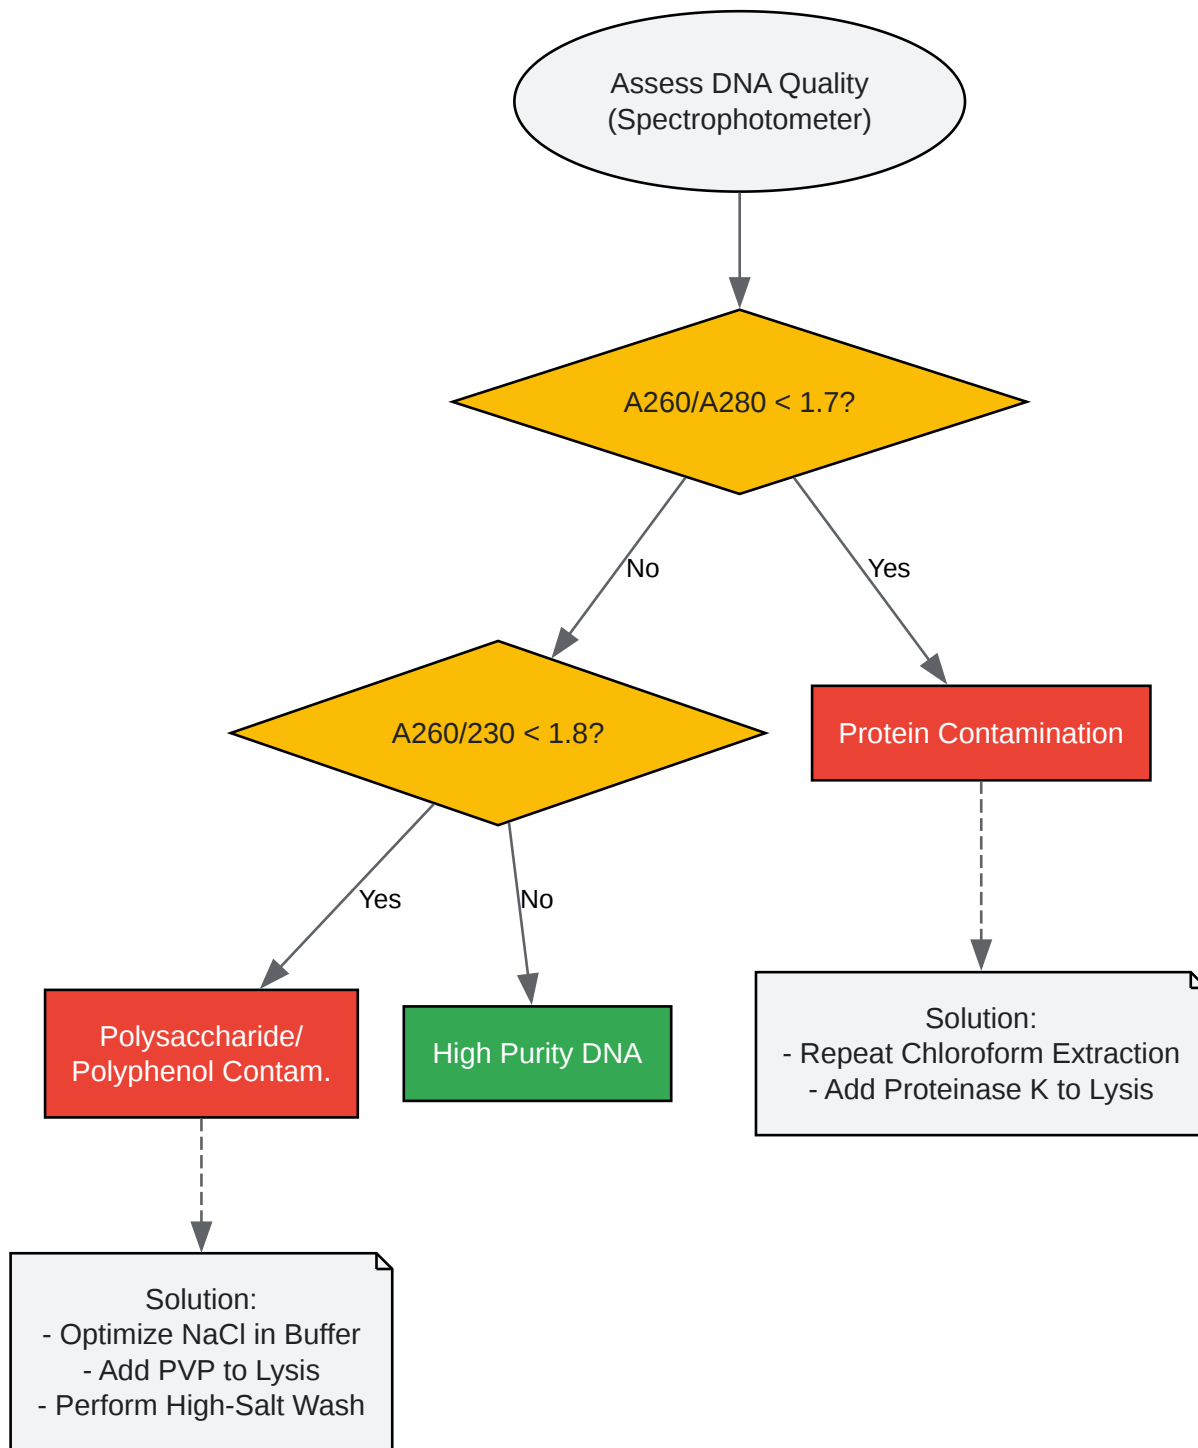 Assess DNA Quality
(Spectrophotometer)
A260/A280 < 1.7?
No
Yes
A260/230 < 1.8?
Protein Contamination
Yes
No
Polysaccharide/
Polyphenol Contam.
High Purity DNA
Solution:
- Repeat Chloroform Extraction
- Add Proteinase K to Lysis
Solution:
- Optimize NaCl in Buffer
- Add PVP to Lysis
- Perform High-Salt Wash